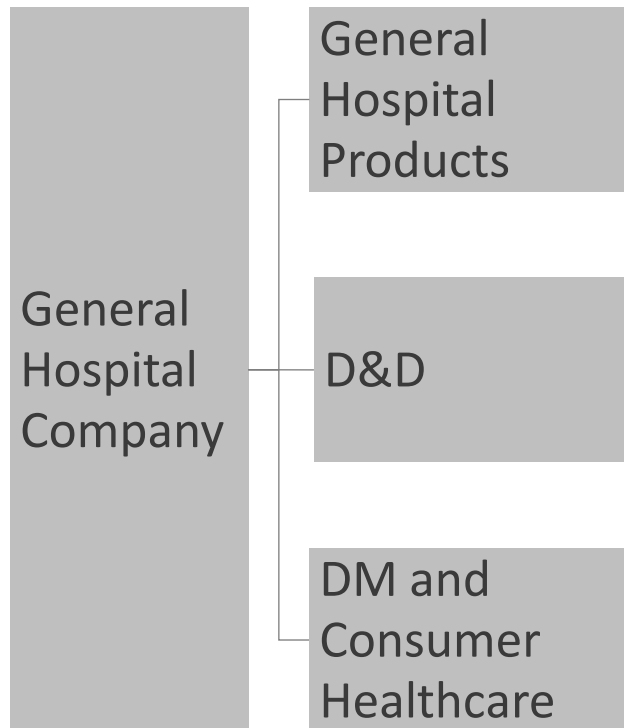 General
Hospital
Company
General
Hospital
Products
D&D
DM and
Consumer
Healthcare